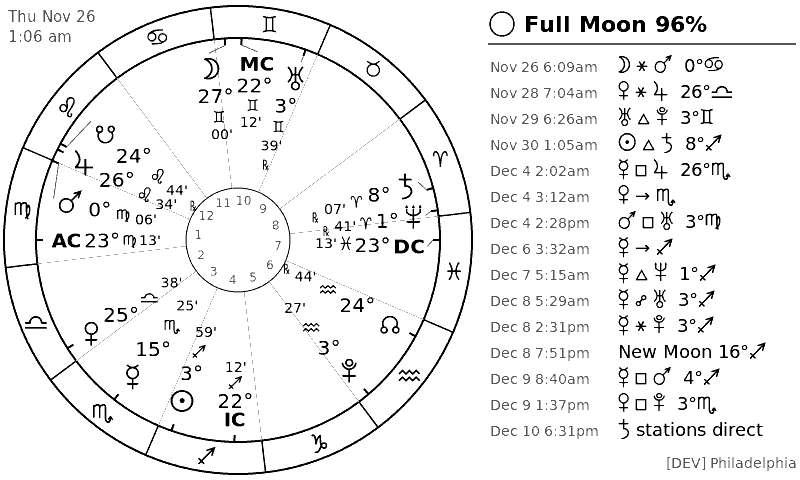 Thu Nov 26
1:06 am
○ Full Moon 96%
Nov 26 6:09am ☽ ⚹ ♂ 0°♋
Nov 28 7:04am ♀ ⚹ ♃ 26°♎
Nov 29 6:26am ♅ △ ♇ 3°♊
Nov 30 1:05am ☉ △ ♄ 8°♐
Dec 4 2:02am ☿ □ ♃ 26°♏
Dec 4 3:12am ♀ → ♏
Dec 4 2:28pm ♂ □ ♅ 3°♍
Dec 6 3:32am ☿ → ♐
Dec 7 5:15am ☿ △ ♆ 1°♐
Dec 8 5:29am ☿ ☍ ♅ 3°♐
Dec 8 2:31pm ☿ ⚹ ♇ 3°♐
Dec 8 7:51pm New Moon 16°♐
Dec 9 8:40am ☿ □ ♂ 4°♐
Dec 9 1:37pm ♀ □ ♇ 3°♏
Dec 10 6:31pm ♄ stations direct
[DEV] Philadelphia
♋ ♊ ♉ ♈ ♓ ♒ ♑ ♐ ♏ ♎ ♍ ♌
☽ 27° ♊ 00'
MC 22° ♊ 12'
♅ 3° ♊ 39' ℞
☋ 24° ♌ 44' ℞
♃ 26° ♌ 34'
♂ 0° ♍ 06'
AC 23° ♍ 13'
♄ 8° ♈ 07' ℞
♆ 1° ♈ 41' ℞
DC 23° ♓ 13'
☊ 24° ♒ 44' ℞
♇ 3° ♒ 27'
IC 22° ♐ 12'
☉ 3° ♐ 59'
☿ 15° ♏ 25'
♀ 25° ♎ 38'
1
2
3
4
5
6
7
8
9
10
11
12